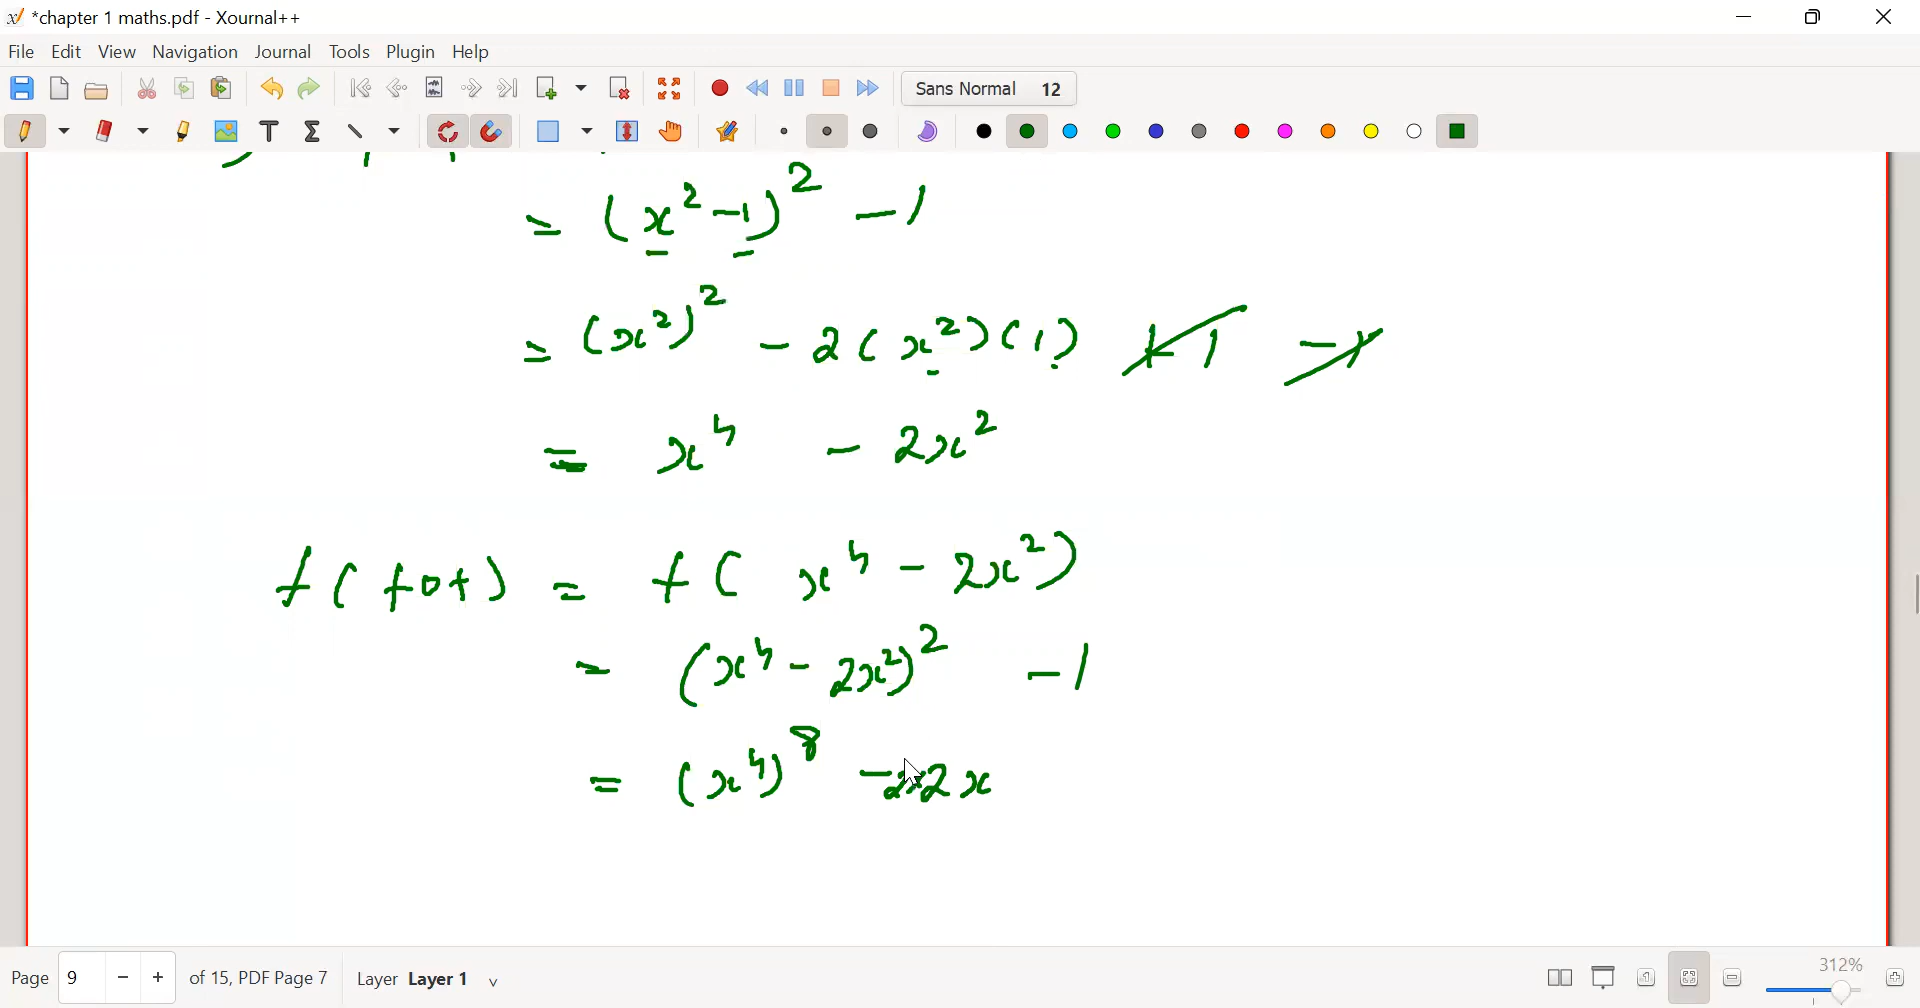 *chapter 1 maths.pdf - Xournal++
File Edit View Navigation Journal Tools Plugin Help
Sans Normal 12
= (x² - 1)² - 1
= (x²)² - 2(x²)(1) + 1 - 1
= x⁴ - 2x²
f(fof) = f(x⁴ - 2x²)
= (x⁴ - 2x²)² - 1
= (x⁴)⁸ - 2x2x
Page 9 - + of 15, PDF Page 7 Layer Layer 1 v 312%